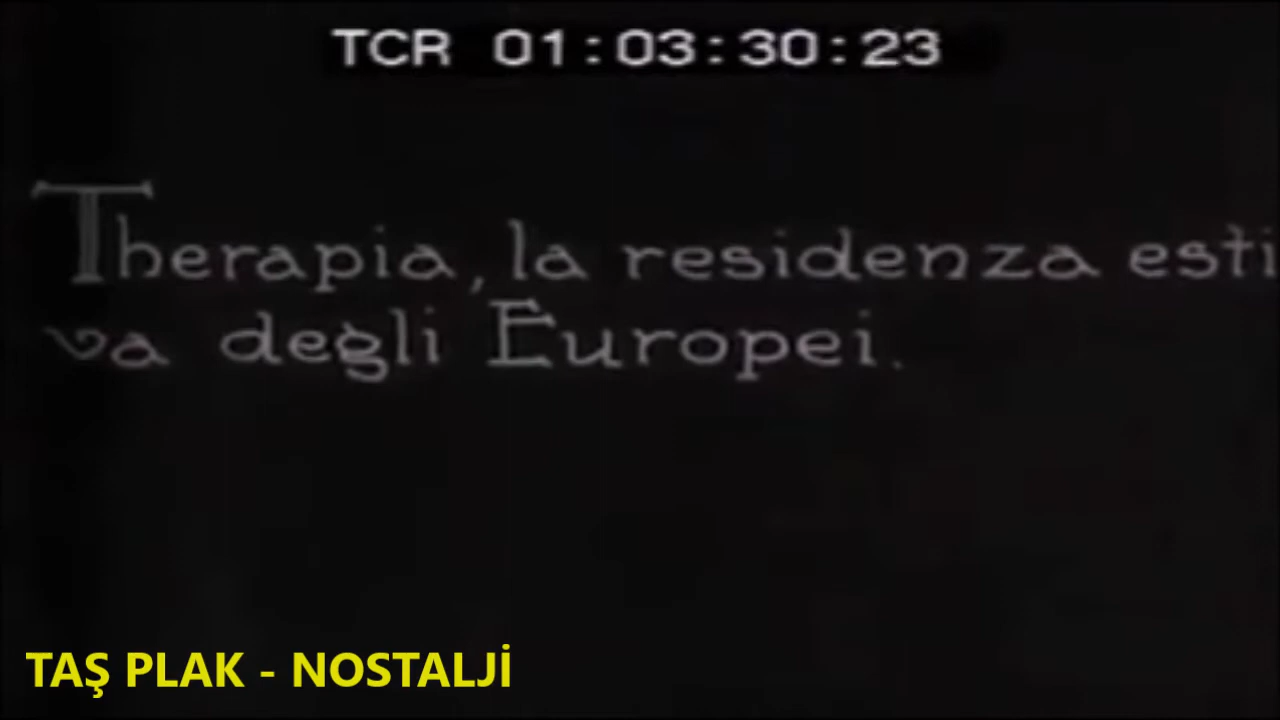 TCR 01:03:30:23
Therapia, la residenza esti
va degli Europei.
TAŞ PLAK - NOSTALJİ